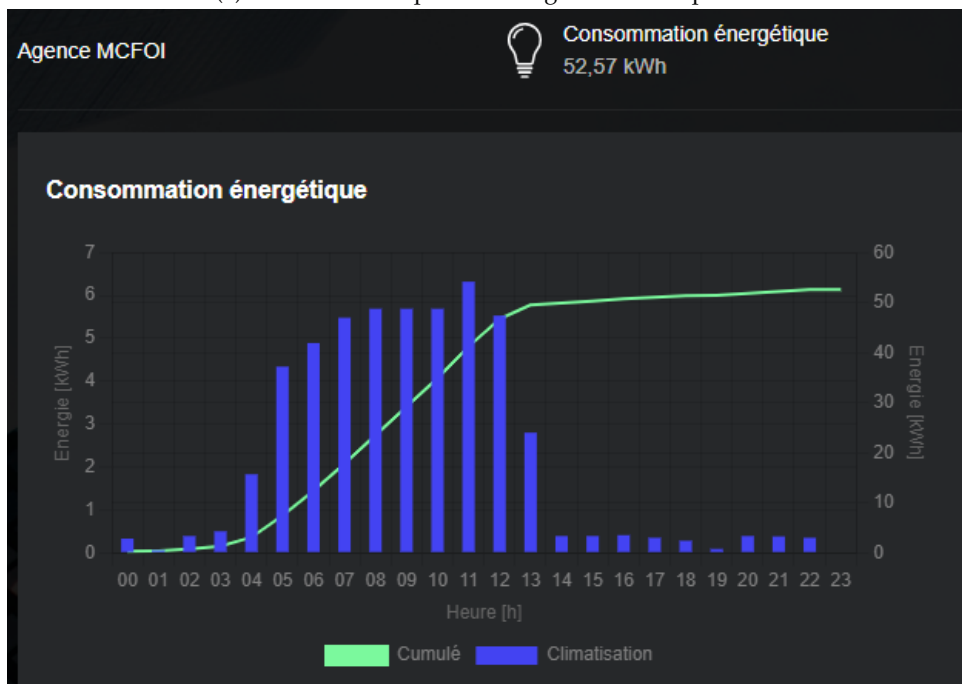 Agence MCFOI
Consommation énergétique
52,57 kWh
Consommation énergétique
7
6
5
4
3
2
1
0
Energie [kWh]
60
50
40
30
20
10
0
Energie [kWh]
00 01 02 03 04 05 06 07 08 09 10 11 12 13 14 15 16 17 18 19 20 21 22 23
Heure [h]
Cumulé Climatisation